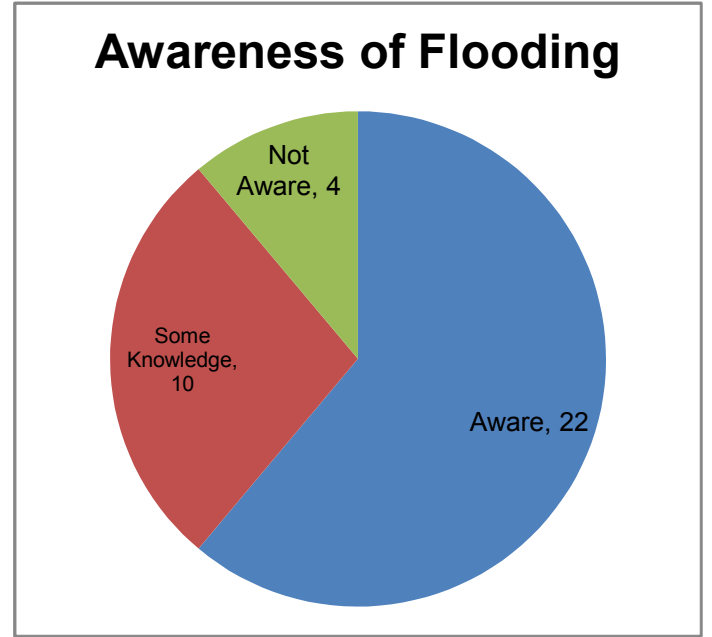 Awareness of Flooding
Not
Aware, 4
Some
Knowledge,
10
Aware, 22